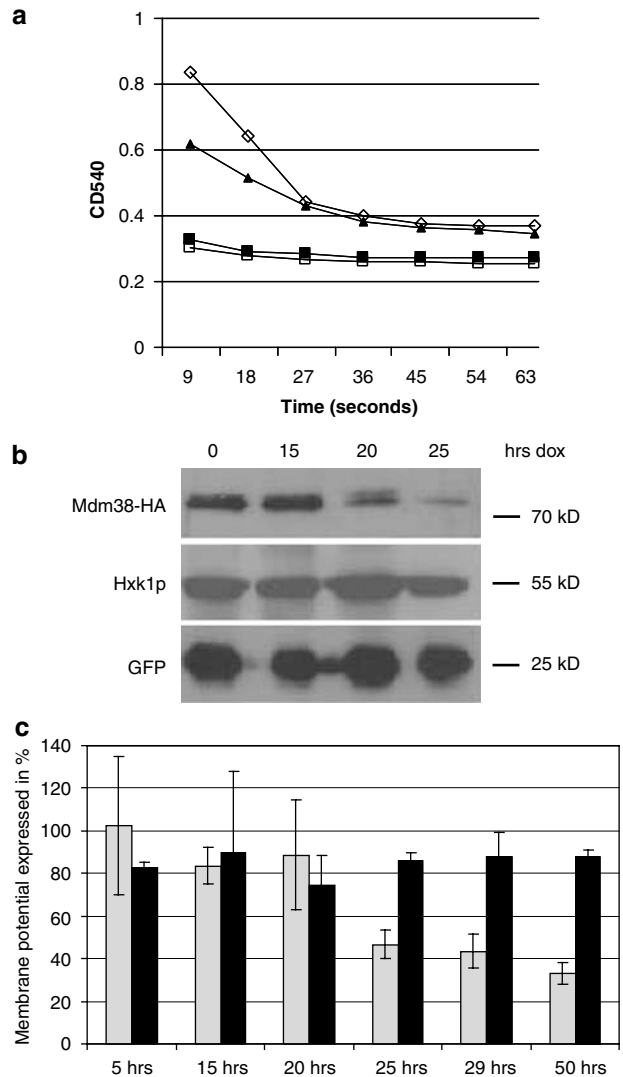 a
1
0.8
0.6
0.4
0.2
0
CD540
9 18 27 36 45 54 63
Time (seconds)
b
0 15 20 25 hrs dox
Mdm38-HA
70 kD
Hxk1p
55 kD
GFP
25 kD
c
140
120
100
80
60
40
20
0
Membrane potential expressed in %
5 hrs 15 hrs 20 hrs 25 hrs 29 hrs 50 hrs